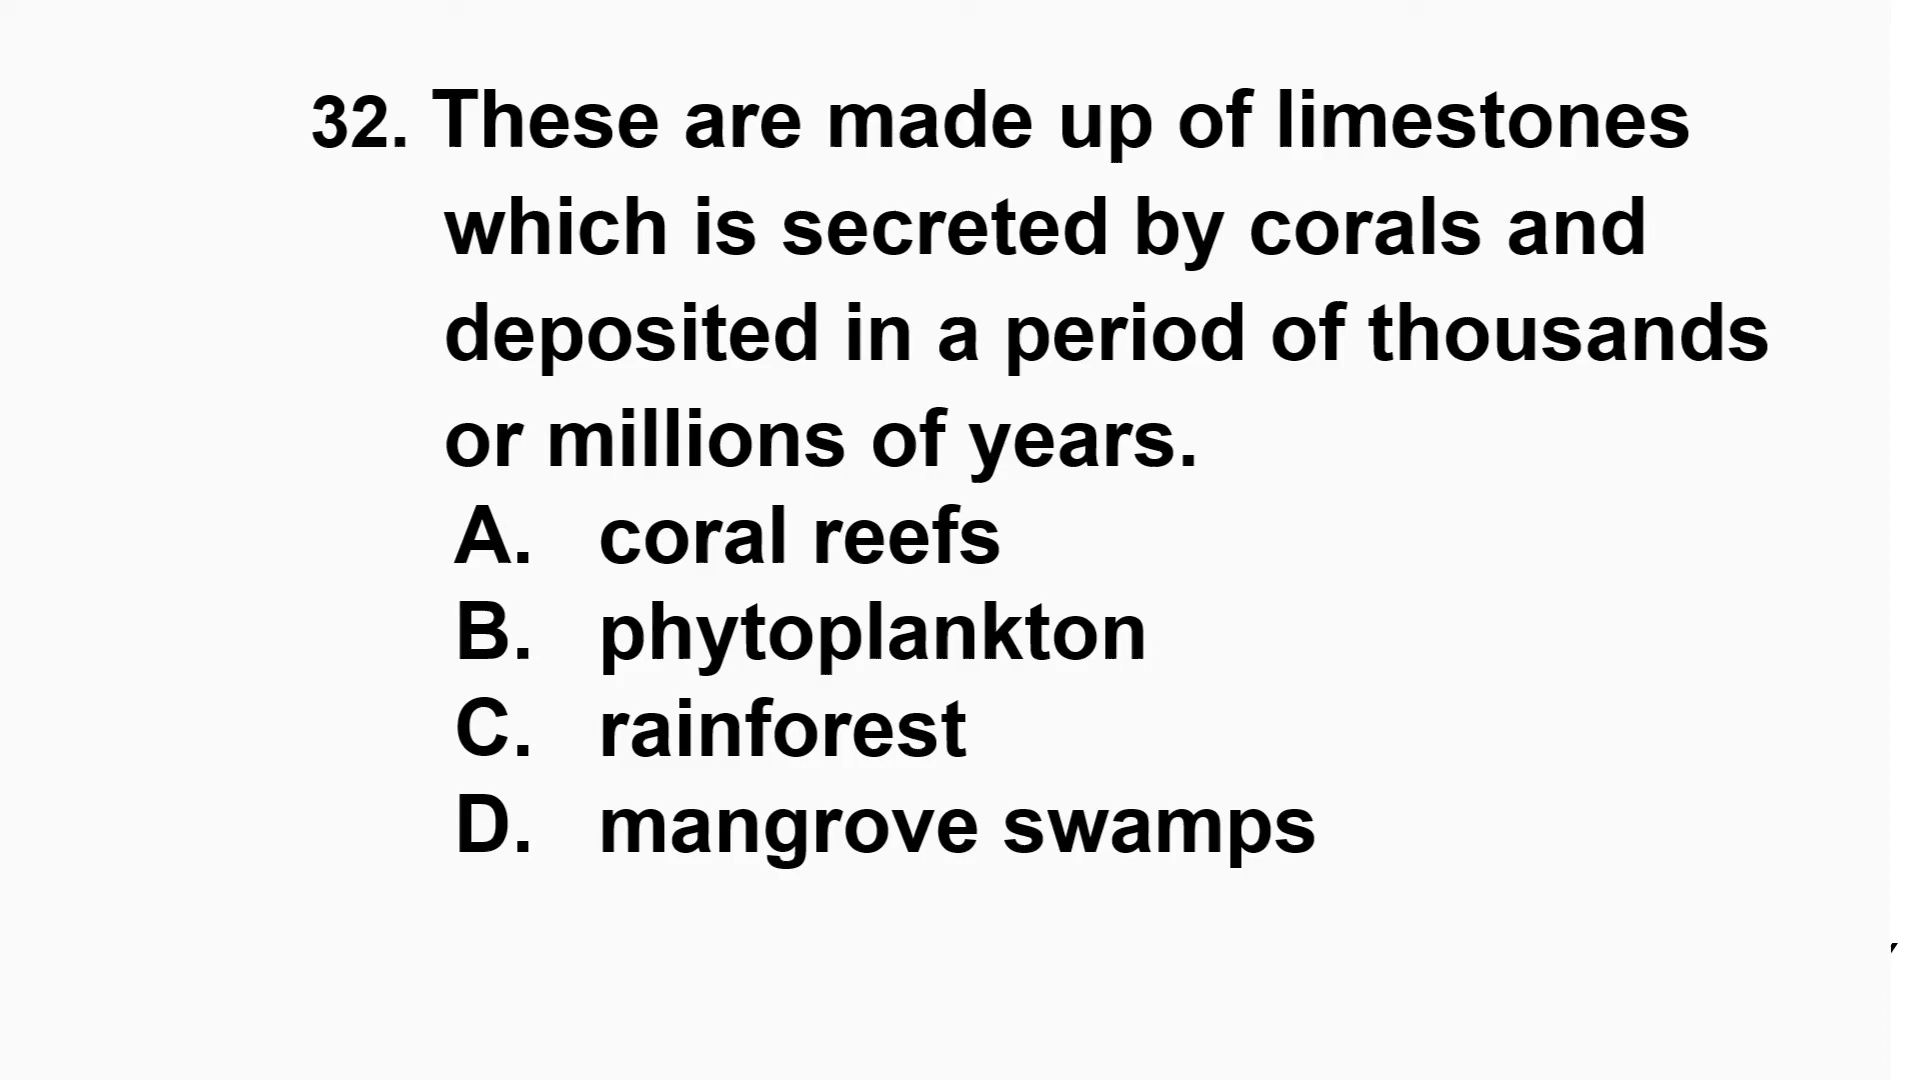 32. These are made up of limestones
which is secreted by corals and
deposited in a period of thousands
or millions of years.
A. coral reefs
B. phytoplankton
C. rainforest
D. mangrove swamps